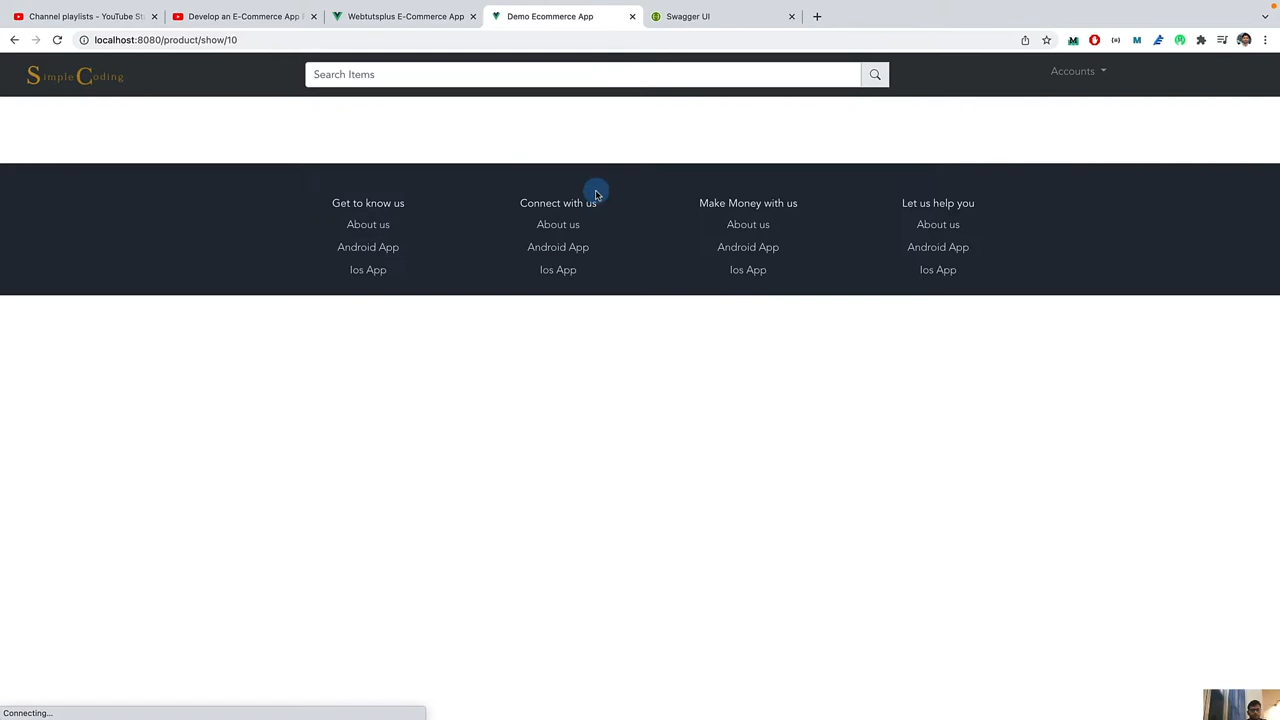 Channel playlists - YouTube St
Develop an E-Commerce App F
Webtutsplus E-Commerce App
Demo Ecommerce App
Swagger UI
localhost:8080/product/show/10
Simple Coding
Search Items
Accounts
Get to know us
Connect with us
Make Money with us
Let us help you
About us
About us
About us
About us
Android App
Android App
Android App
Android App
Ios App
Ios App
Ios App
Ios App
Connecting...